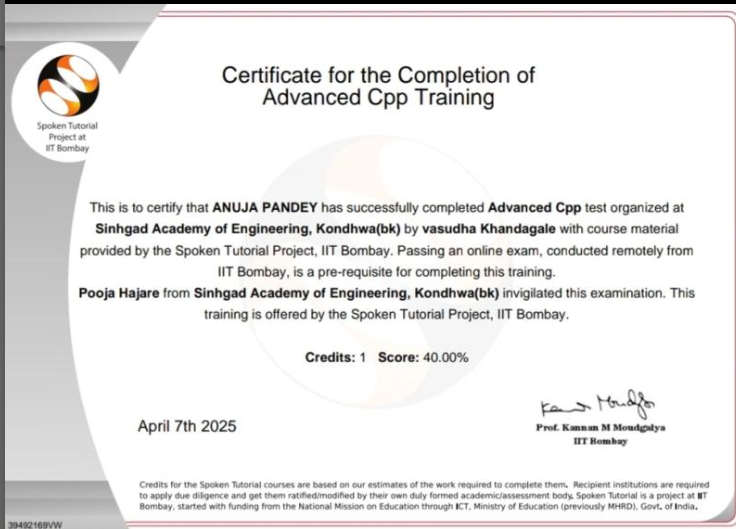 Certificate for the Completion of
Advanced Cpp Training
Spoken Tutorial
Project at
IIT Bombay
This is to certify that ANUJA PANDEY has successfully completed Advanced Cpp test organized at
Sinhgad Academy of Engineering, Kondhwa(bk) by vasudha Khandagale with course material
provided by the Spoken Tutorial Project, IIT Bombay. Passing an online exam, conducted remotely from
IIT Bombay, is a pre-requisite for completing this training.
Pooja Hajare from Sinhgad Academy of Engineering, Kondhwa(bk) invigilated this examination. This
training is offered by the Spoken Tutorial Project, IIT Bombay.
Credits: 1 Score: 40.00%
April 7th 2025
Prof. Kannan M Moudgalya
IIT Bombay
Credits for the Spoken Tutorial courses are based on our estimates of the work required to complete them. Recipient institutions are required
to apply due diligence and get them ratified/modified by their own duly formed academic/assessment body. Spoken Tutorial is a project at IIT
Bombay, started with funding from the National Mission on Education through ICT, Ministry of Education (previously MHRD), Govt. of India.
39492169VW